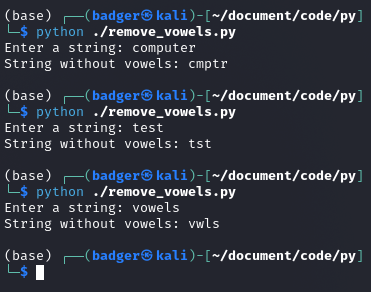 (base) ┌──(badger㉿kali)-[~/document/code/py]
└─$ python ./remove_vowels.py
Enter a string: computer
String without vowels: cmptr

(base) ┌──(badger㉿kali)-[~/document/code/py]
└─$ python ./remove_vowels.py
Enter a string: test
String without vowels: tst

(base) ┌──(badger㉿kali)-[~/document/code/py]
└─$ python ./remove_vowels.py
Enter a string: vowels
String without vowels: vwls

(base) ┌──(badger㉿kali)-[~/document/code/py]
└─$